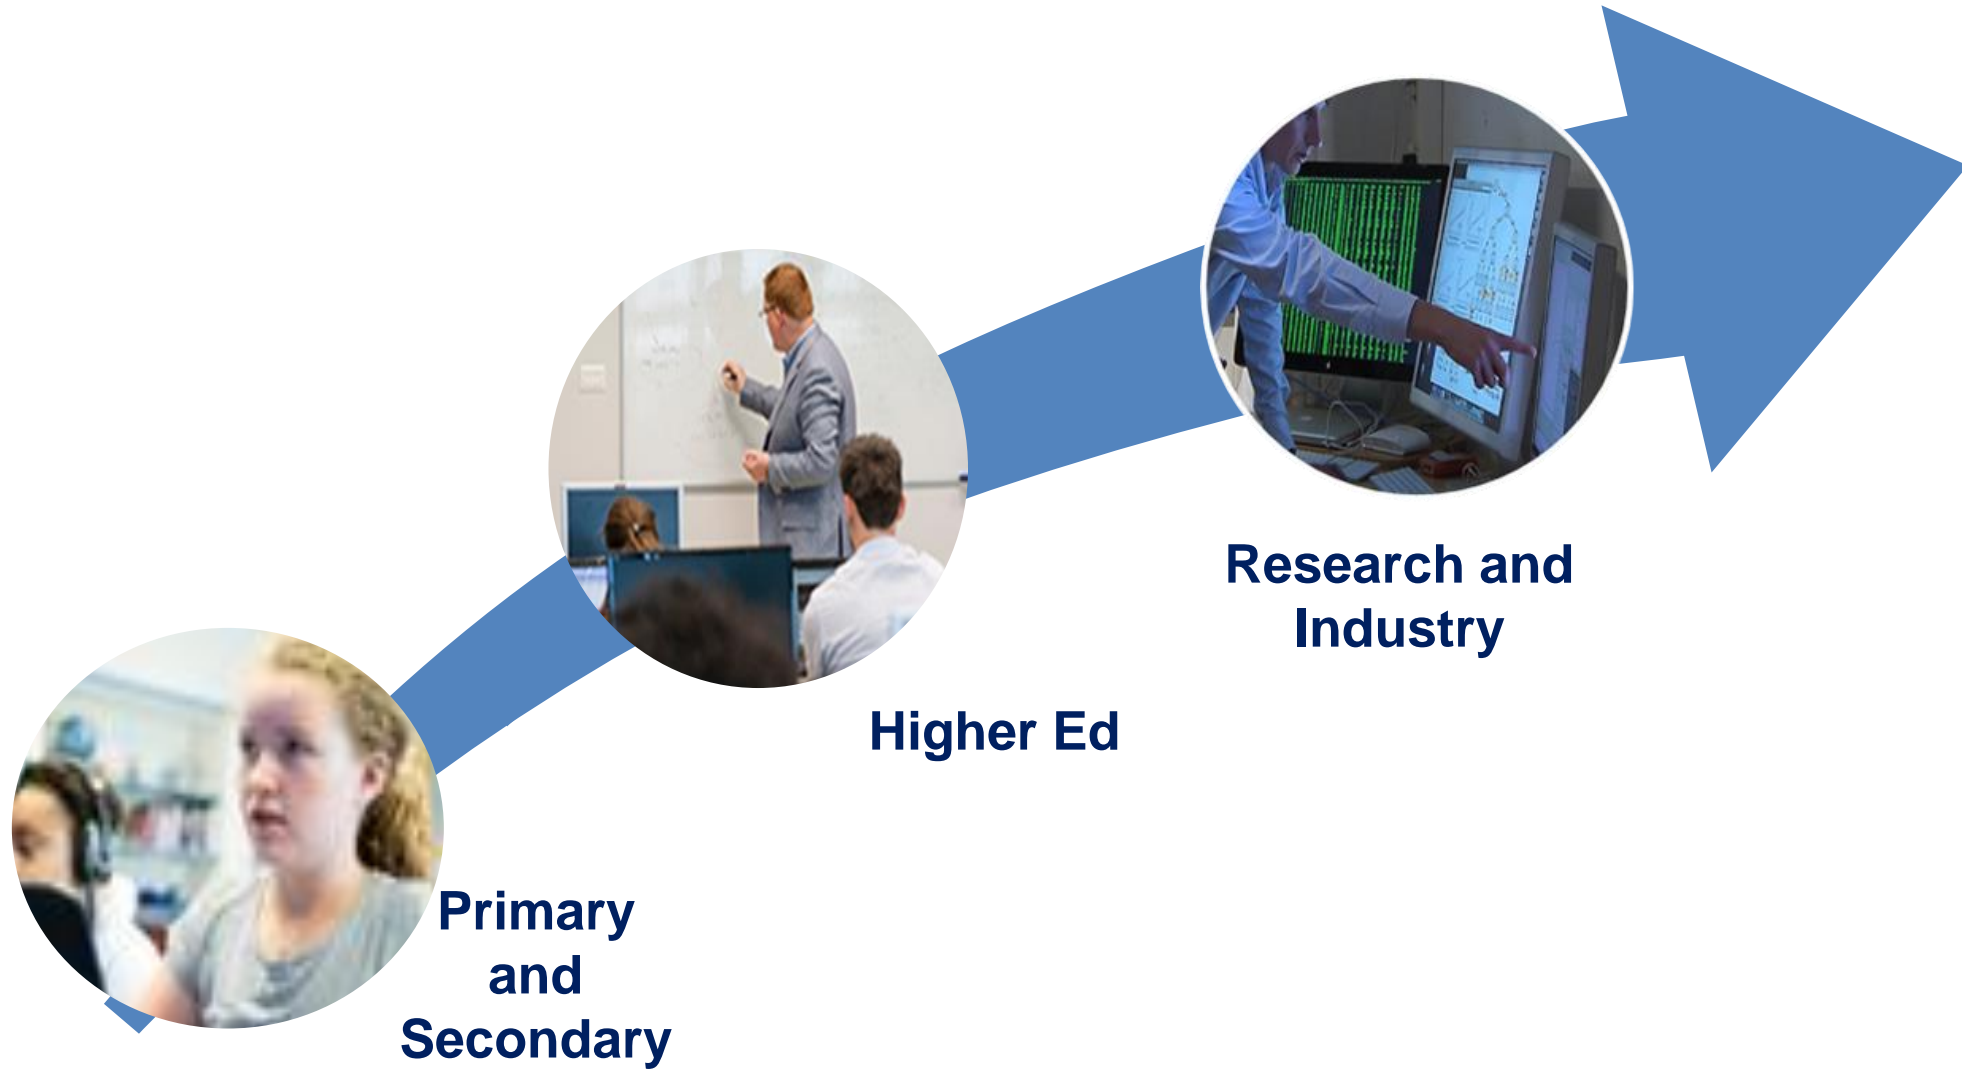 Research and
Industry
Higher Ed
Primary
and
Secondary